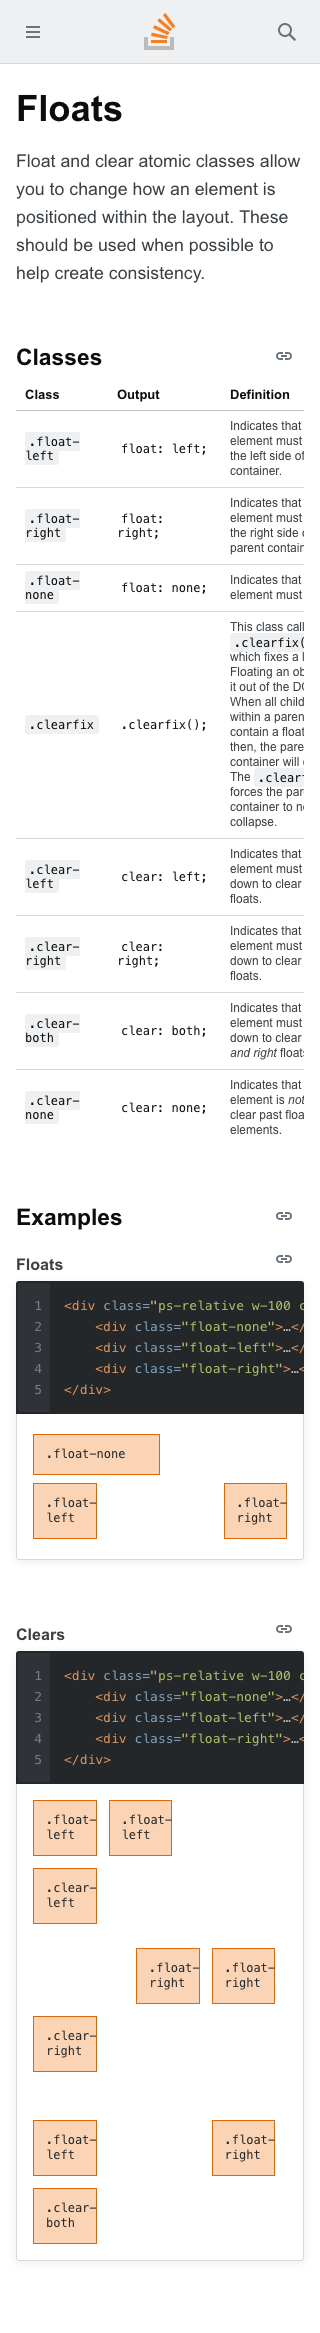 Floats
Float and clear atomic classes allow
you to change how an element is
positioned within the layout. These
should be used when possible to
help create consistency.
Classes
Class Output Definition
.float-
left
float: left;
Indicates that
element must
the left side of
container.
.float-
right
float:
right;
Indicates that
element must
the right side
parent contain
.float-
none
float: none;
Indicates that
element must
.clearfix
.clearfix();
This class call
.clearfix(
which fixes a
Floating an ob
it out of the DO
When all child
within a paren
contain a float
then, the pare
container will
The .clear
forces the par
container to no
collapse.
.clear-
left
clear: left;
Indicates that
element must
down to clear
floats.
.clear-
right
clear:
right;
Indicates that
element must
down to clear
floats.
.clear-
both
clear: both;
Indicates that
element must
down to clear
and right float
.clear-
none
clear: none;
Indicates that
element is not
clear past floa
elements.
Examples
Floats
1 <div class="ps-relative w-100 c
2 <div class="float-none">…</
3 <div class="float-left">…</
4 <div class="float-right">…<
5 </div>
.float-none
.float-
left
.float-
right
Clears
1 <div class="ps-relative w-100 c
2 <div class="float-none">…</
3 <div class="float-left">…</
4 <div class="float-right">…<
5 </div>
.float-
left
.float-
left
.clear-
left
.float-
right
.float-
right
.clear-
right
.float-
left
.float-
right
.clear-
both